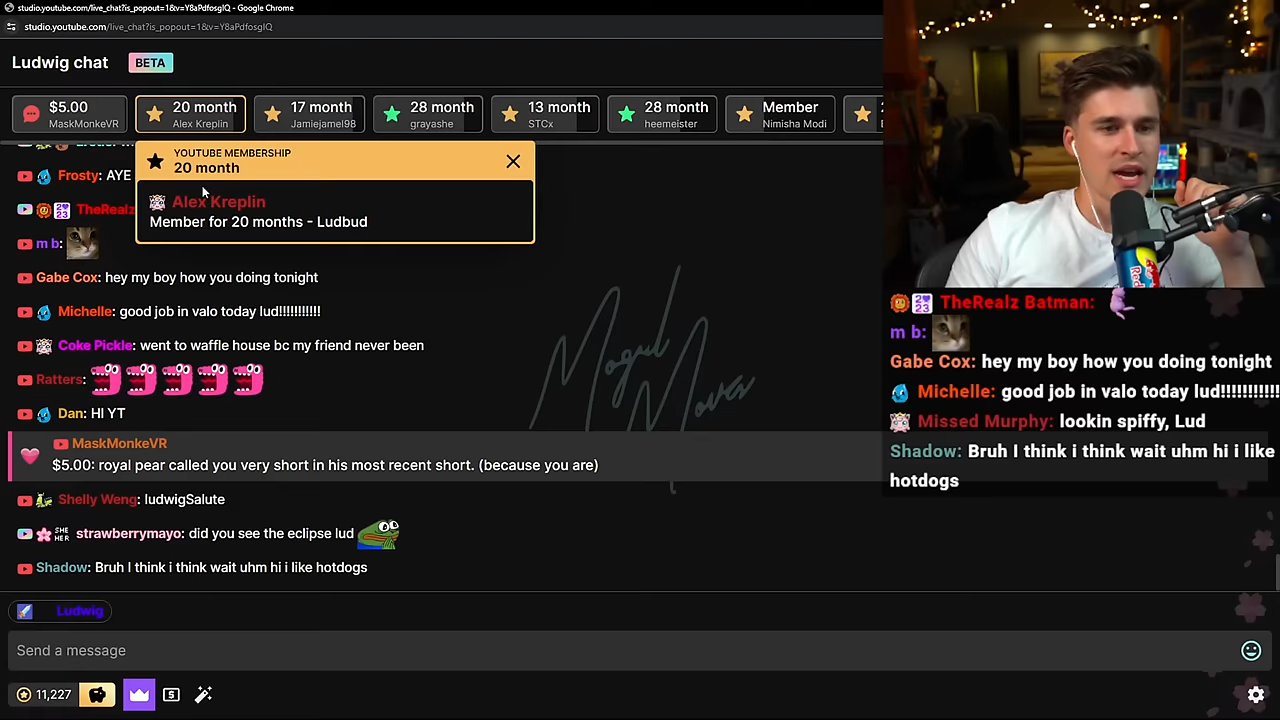 studio.youtube.com/live_chat?is_popout=1&v=Y8aPdfosgIQ - Google Chrome
studio.youtube.com/live_chat?is_popout=1&v=Y8aPdfosgIQ
Ludwig chat BETA
$5.00
MaskMonkeVR
20 month
Alex Kreplin
17 month
Jamiejamel98
28 month
grayashe
13 month
STCx
28 month
heemeister
Member
Nimisha Modi
YOUTUBE MEMBERSHIP
20 month
Alex Kreplin
Member for 20 months - Ludbud
Frosty: AYE
TheRealz
m b:
Gabe Cox: hey my boy how you doing tonight
Michelle: good job in valo today lud!!!!!!!!!!!
Coke Pickle: went to waffle house bc my friend never been
Ratters:
Dan: HI YT
MaskMonkeVR
$5.00: royal pear called you very short in his most recent short. (because you are)
Shelly Weng: ludwigSalute
SHE HER strawberrymayo: did you see the eclipse lud
Shadow: Bruh I think i think wait uhm hi i like hotdogs
Ludwig
Send a message
11,227
Mogul
Moves
TheRealz Batman:
m b:
Gabe Cox: hey my boy how you doing tonight
Michelle: good job in valo today lud!!!!!!!!!!!
Missed Murphy: lookin spiffy, Lud
Shadow: Bruh I think i think wait uhm hi i like
hotdogs